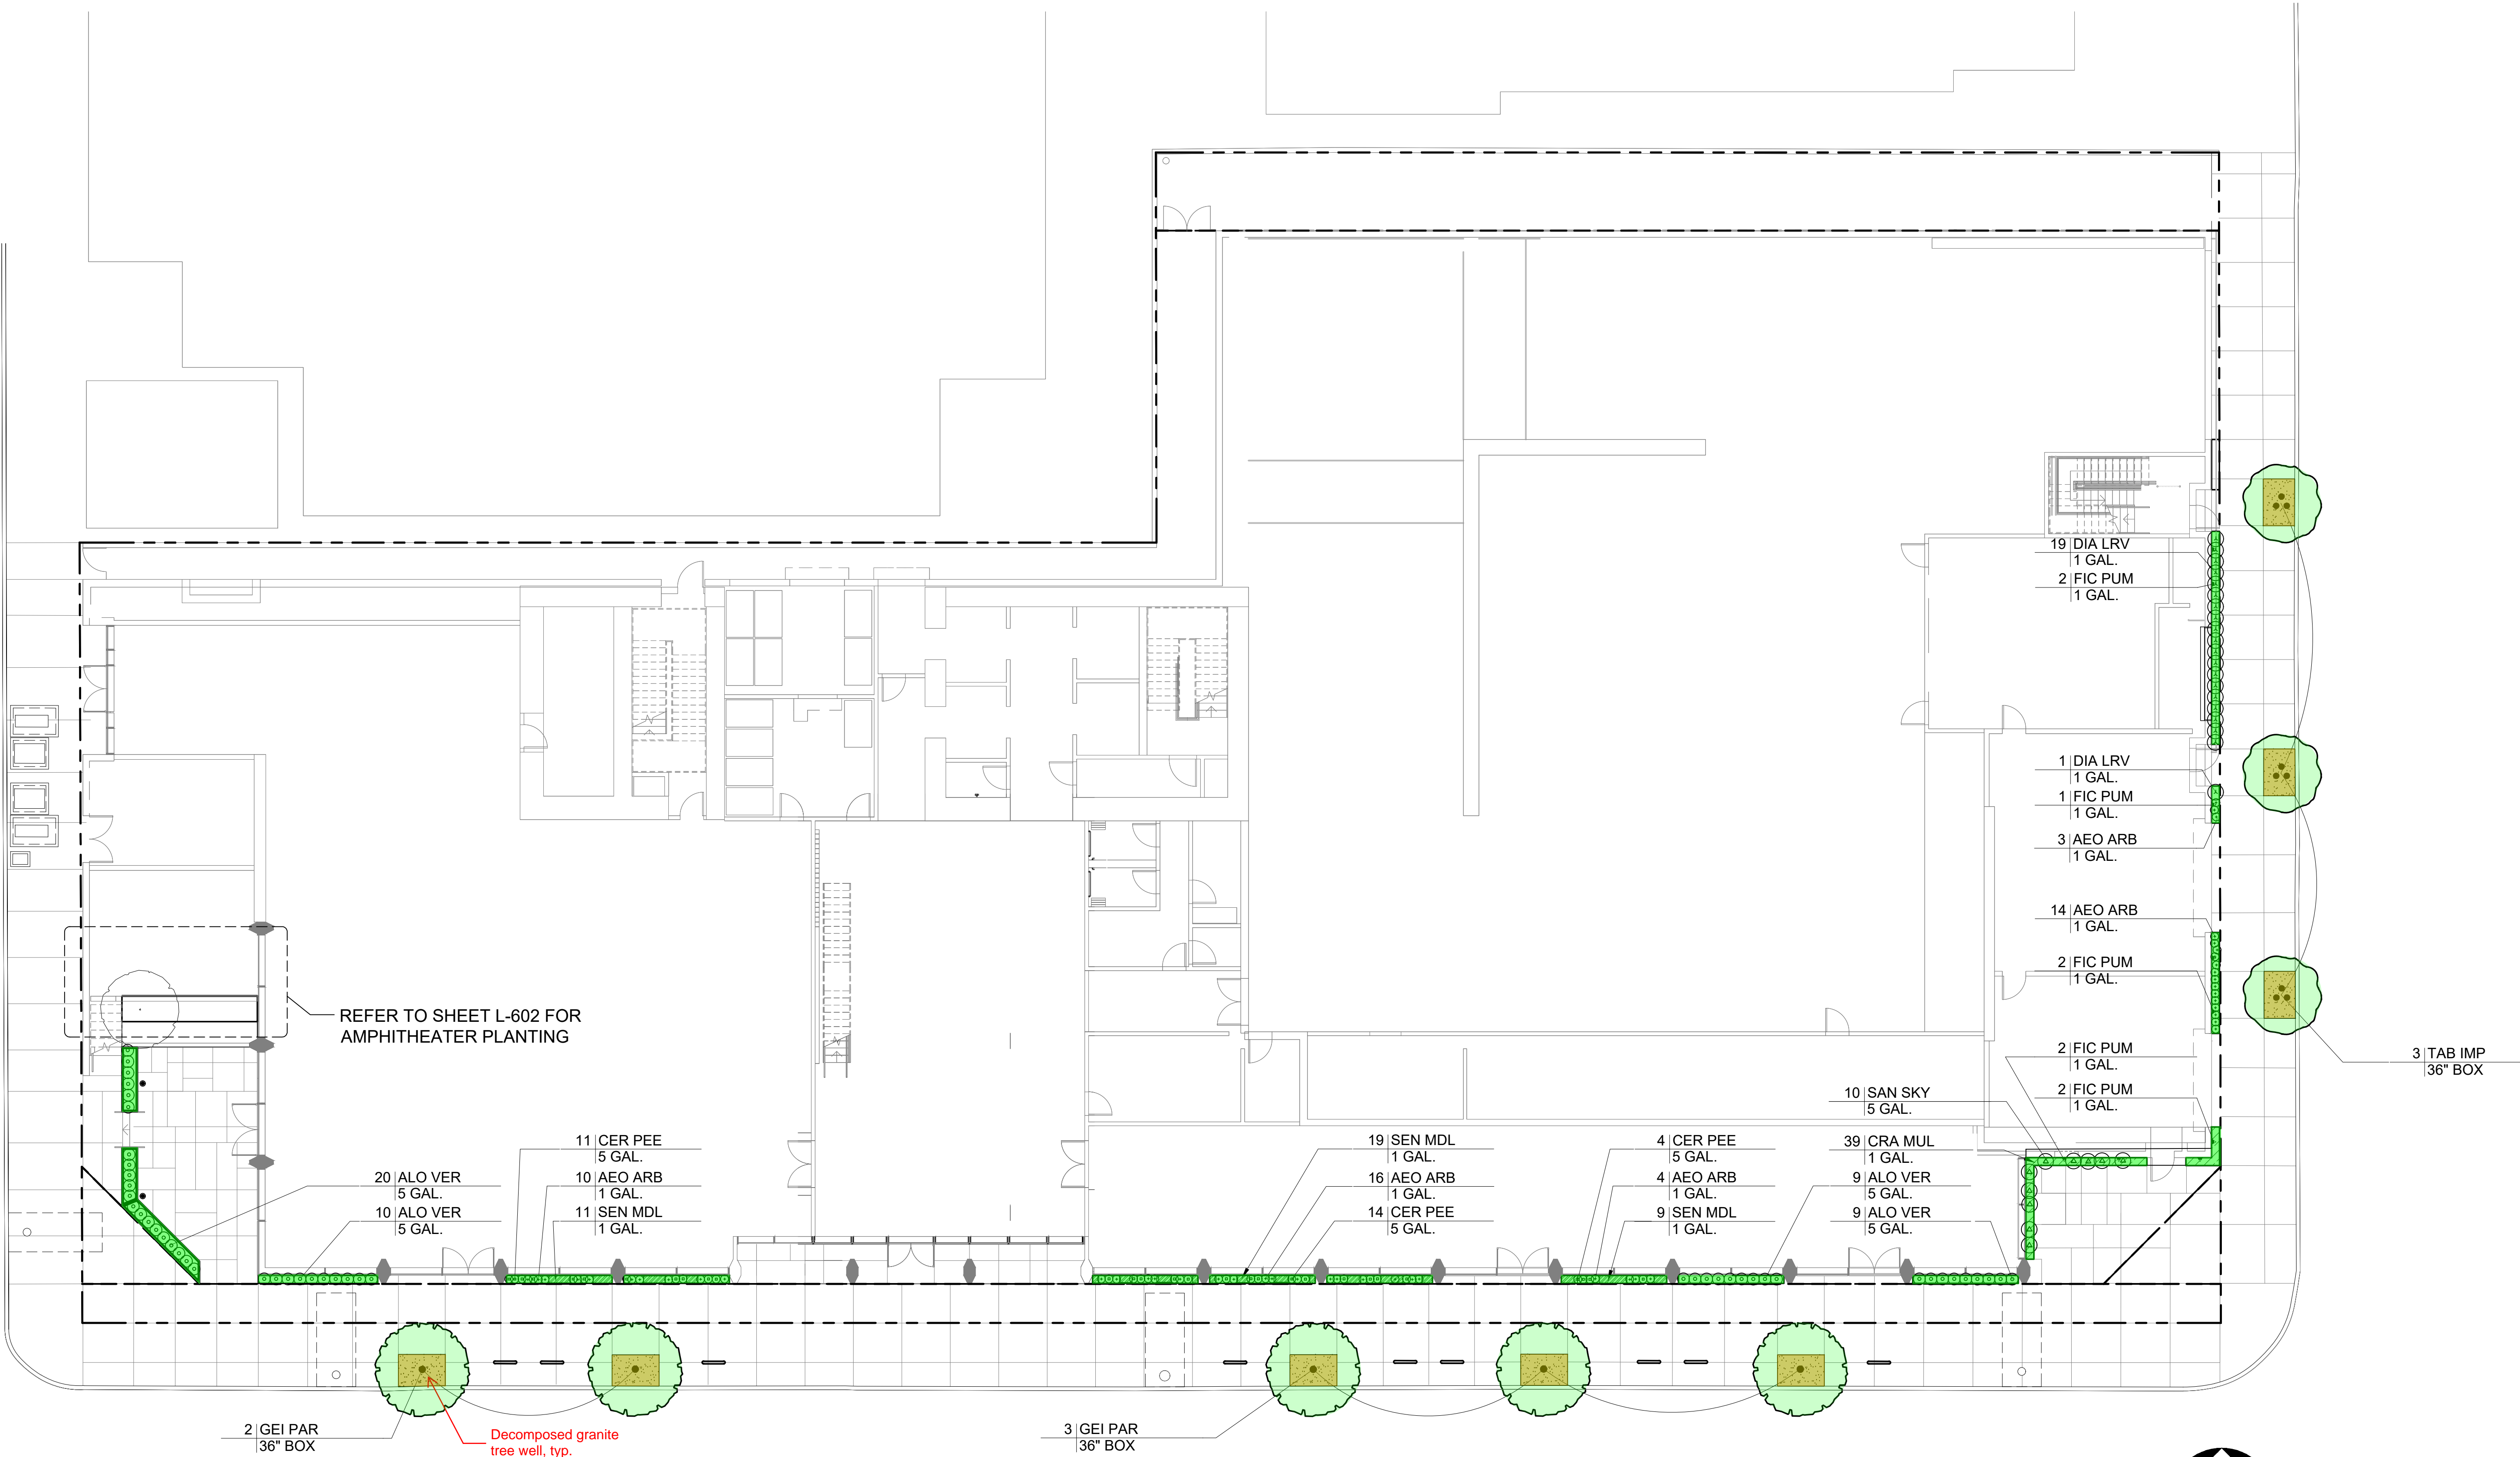 19 DIA LRV
1 GAL.
2 FIC PUM
1 GAL.
1 DIA LRV
1 GAL.
1 FIC PUM
1 GAL.
3 AEO ARB
1 GAL.
14 AEO ARB
1 GAL.
2 FIC PUM
1 GAL.
REFER TO SHEET L-602 FOR
AMPHITHEATER PLANTING
2 FIC PUM
1 GAL.
3 TAB IMP
36" BOX
10 SAN SKY
5 GAL.
2 FIC PUM
1 GAL.
11 CER PEE
5 GAL.
19 SEN MDL
1 GAL.
4 CER PEE
5 GAL.
39 CRA MUL
1 GAL.
20 ALO VER
5 GAL.
10 AEO ARB
1 GAL.
16 AEO ARB
1 GAL.
4 AEO ARB
1 GAL.
9 ALO VER
5 GAL.
10 ALO VER
5 GAL.
11 SEN MDL
1 GAL.
14 CER PEE
5 GAL.
9 SEN MDL
1 GAL.
9 ALO VER
5 GAL.
2 GEI PAR
36" BOX
Decomposed granite
tree well, typ.
3 GEI PAR
36" BOX